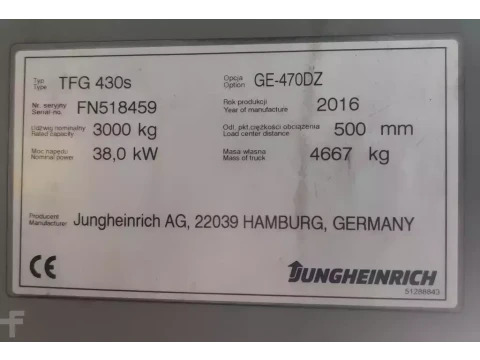 Typ
Type
TFG 430s
Opcja
Option
GE-470DZ
Nr. seryjny
Serial-no.
FN518459
Rok produkcji
Year of manufacture
2016
Udźwig nominalny
Rated capacity
3000 kg
Odl. pkt.ciężkości obciążenia
Load center distance
500 mm
Moc napędu
Nominal power
38,0 kW
Masa własna
Mass of truck
4667 kg
Producent
Manufacturer
Jungheinrich AG, 22039 HAMBURG, GERMANY
CE
JUNGHEINRICH
51288843
F